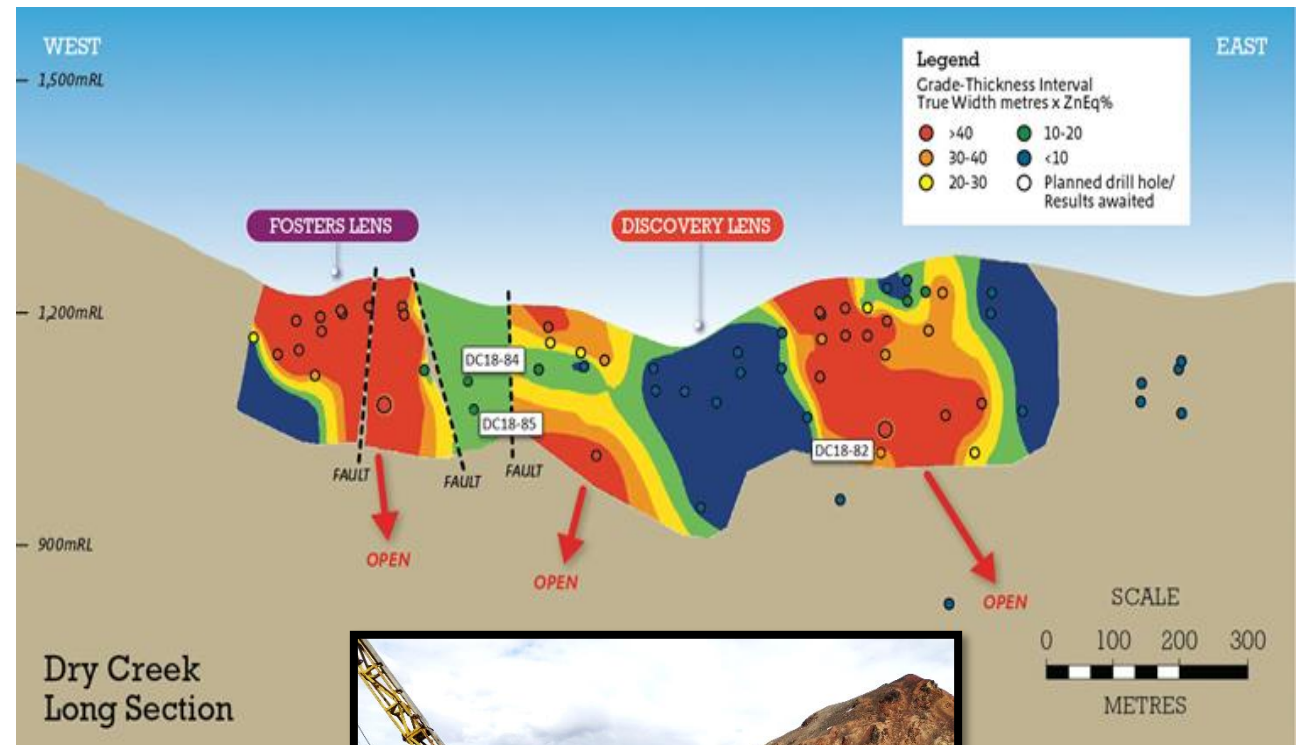 WEST
EAST
1,500mRL
Legend
Grade-Thickness Interval
True Width metres x ZnEq%
>40
10-20
30-40
<10
20-30
Planned drill hole/
Results awaited
FOSTERS LENS
DISCOVERY LENS
1,200mRL
DC18-84
DC18-85
DC18-82
FAULT
FAULT
FAULT
900mRL
OPEN
OPEN
OPEN
SCALE
0 100 200 300
METRES
Dry Creek
Long Section